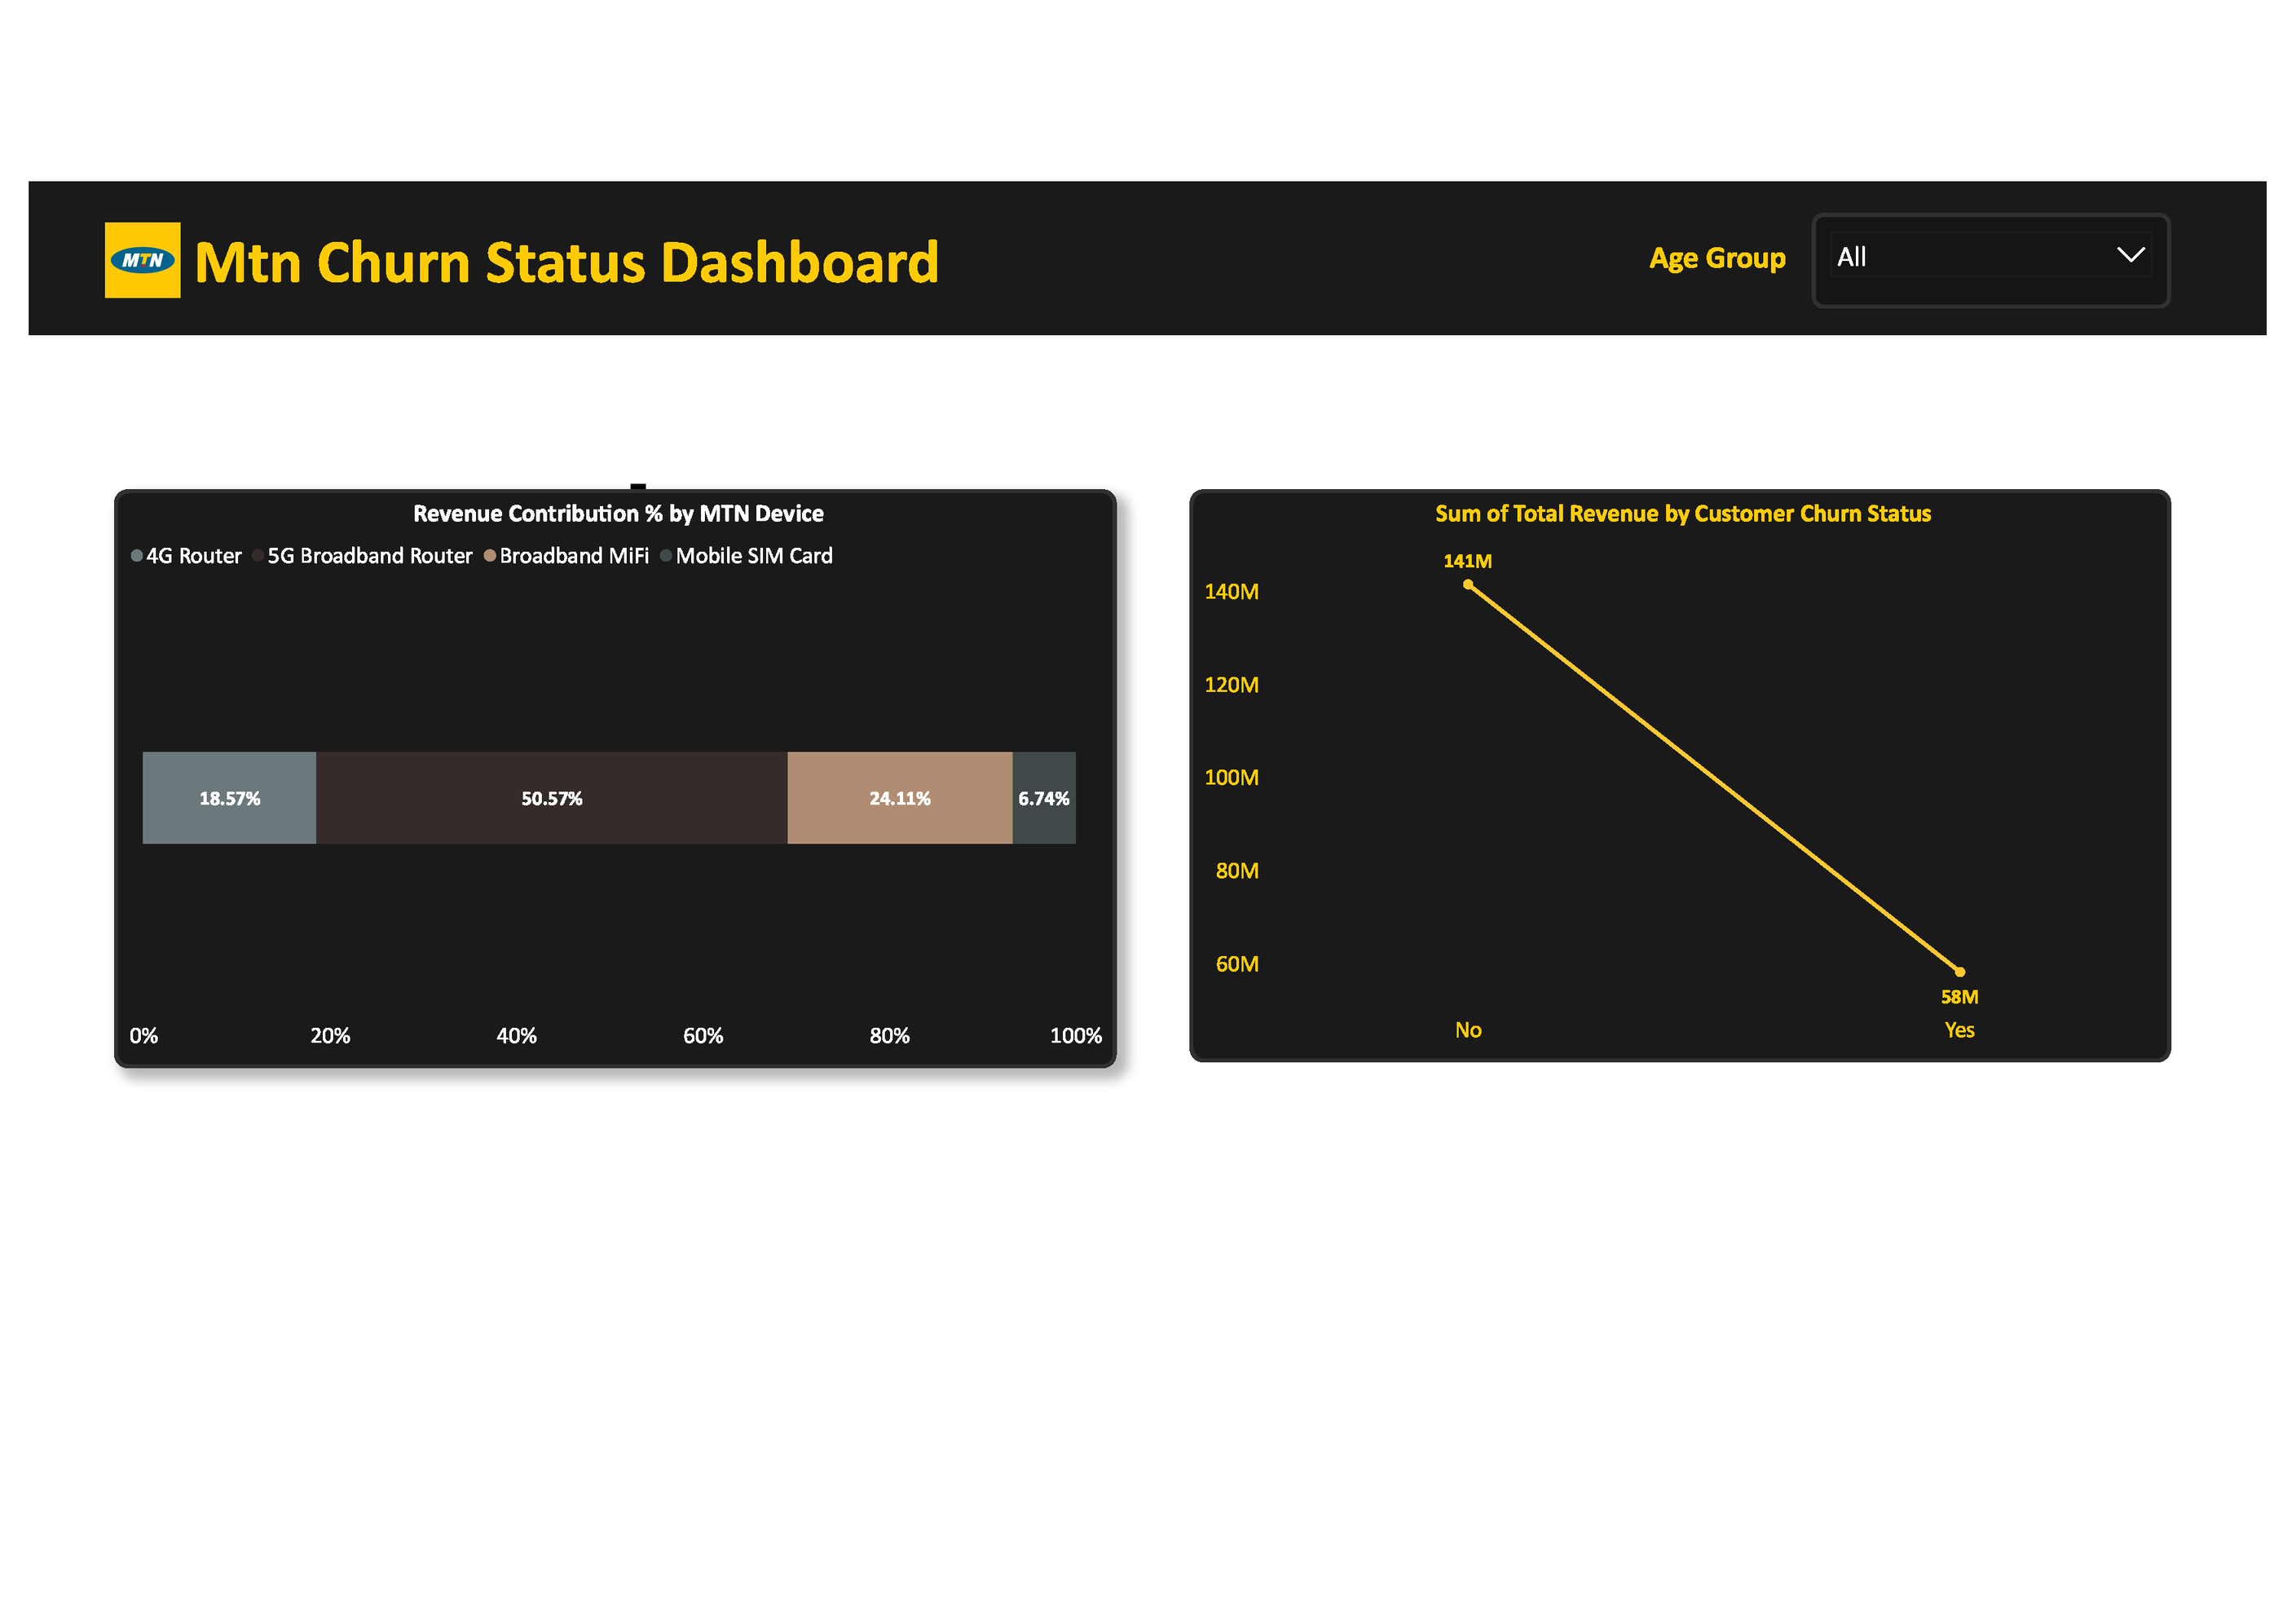 MTN
Mtn Churn Status Dashboard
Age Group
All
Revenue Contribution % by MTN Device
4G Router 5G Broadband Router Broadband MiFi Mobile SIM Card
18.57% 50.57% 24.11% 6.74%
0% 20% 40% 60% 80% 100%
Sum of Total Revenue by Customer Churn Status
141M
140M
120M
100M
80M
60M
58M
No Yes